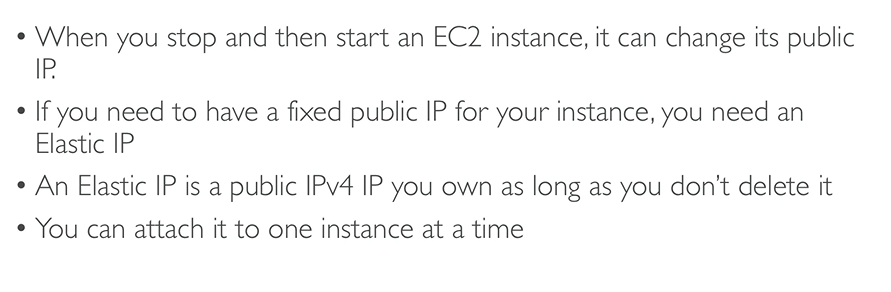 • When you stop and then start an EC2 instance, it can change its public
IP.
• If you need to have a fixed public IP for your instance, you need an
Elastic IP
• An Elastic IP is a public IPv4 IP you own as long as you don’t delete it
• You can attach it to one instance at a time